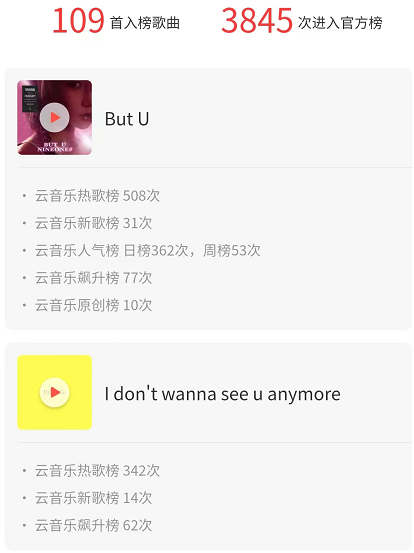 109 首入榜歌曲 3845 次进入官方榜
But U
BUT U
NINEONE#
· 云音乐热歌榜 508次
· 云音乐新歌榜 31次
· 云音乐人气榜 日榜362次，周榜53次
· 云音乐飙升榜 77次
· 云音乐原创榜 10次
I don't wanna see u anymore
· 云音乐热歌榜 342次
· 云音乐新歌榜 14次
· 云音乐飙升榜 62次